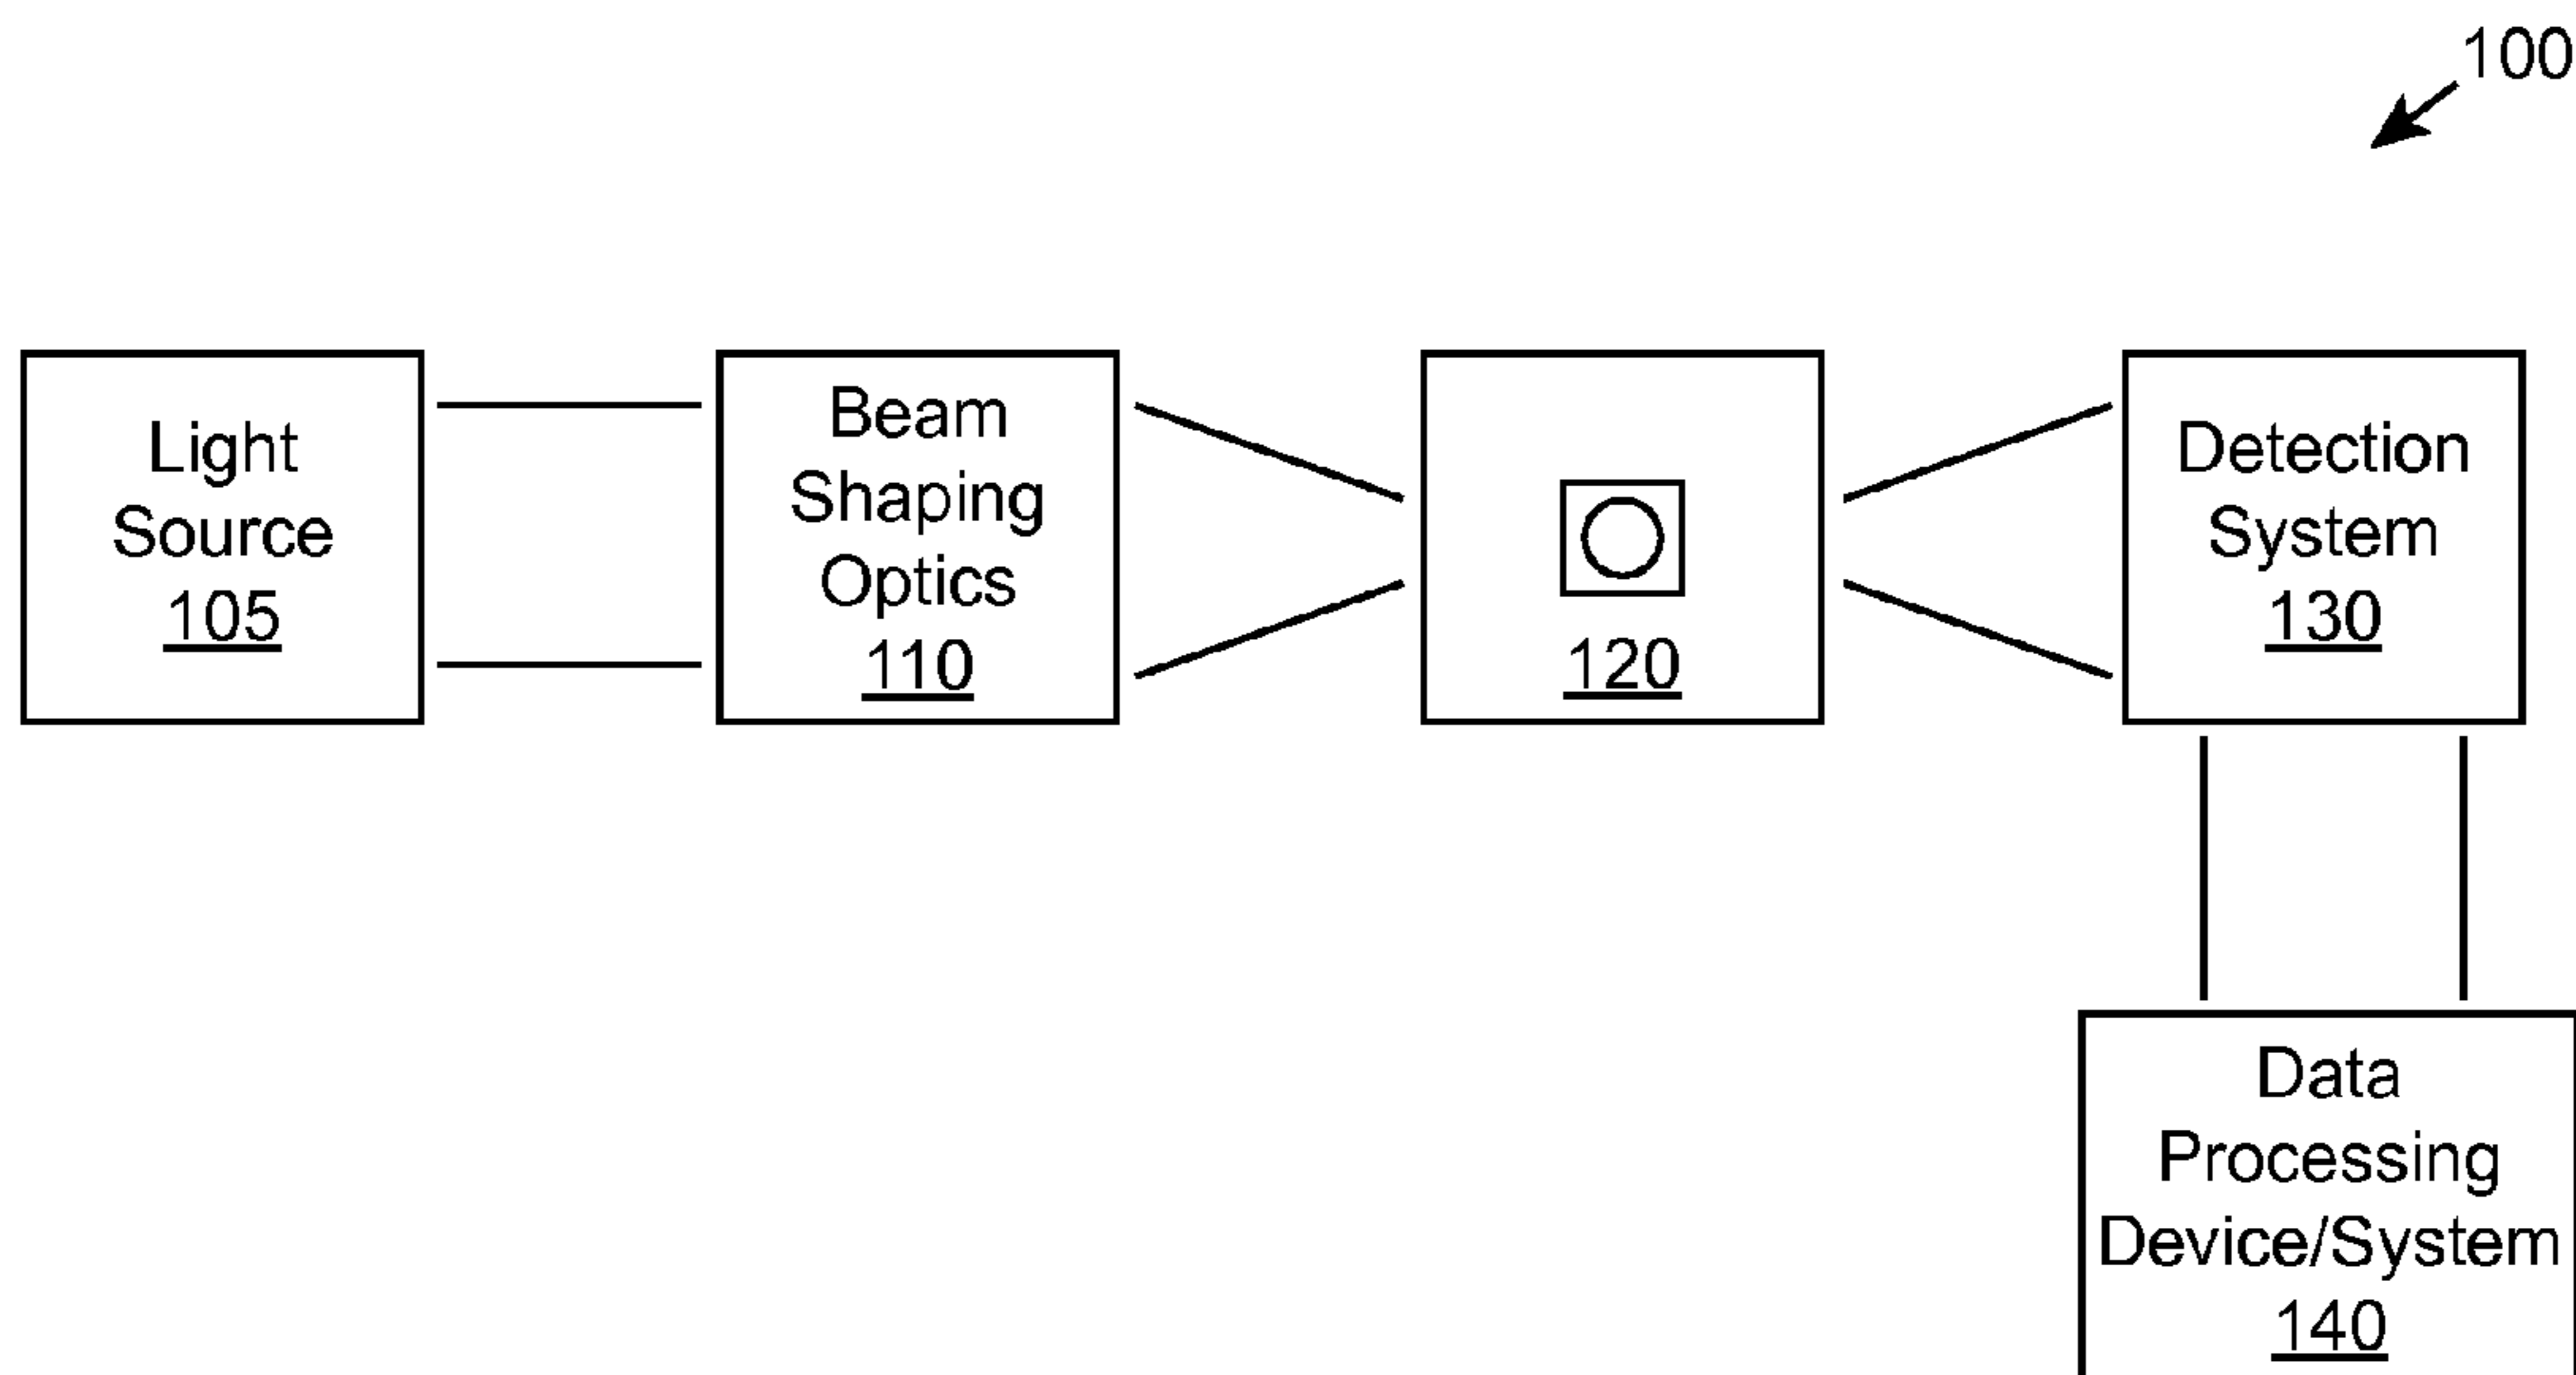 100
Light
Source
105
Beam
Shaping
Optics
110
120
Detection
System
130
Data
Processing
Device/System
140